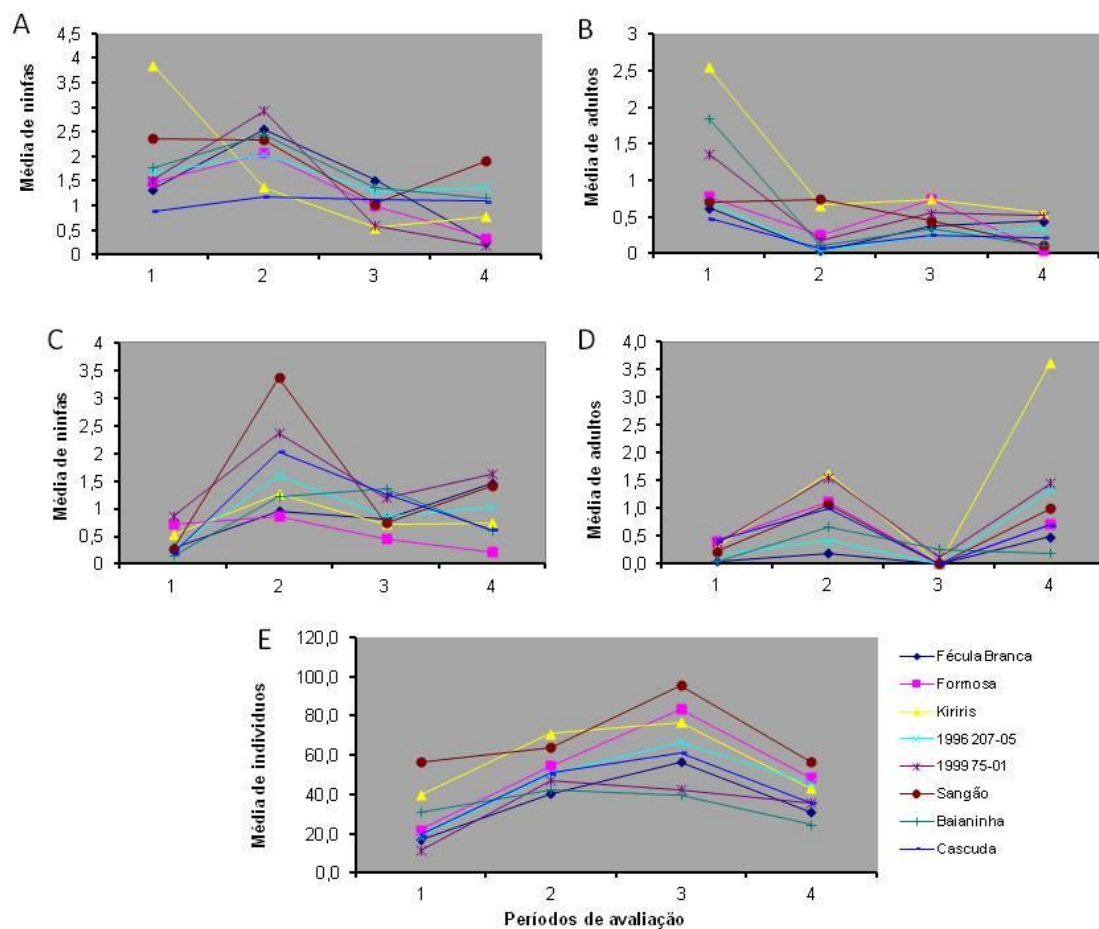 A
Média de ninfas
4,5
4
3,5
3
2,5
2
1,5
1
0,5
0
1 2 3 4
B
Média de adultos
3
2,5
2
1,5
1
0,5
0
1 2 3 4
C
Média de ninfas
4
3,5
3
2,5
2
1,5
1
0,5
0
1 2 3 4
D
Média de adultos
4,0
3,5
3,0
2,5
2,0
1,5
1,0
0,5
0,0
1 2 3 4
E
Média de individuos
120,0
100,0
80,0
60,0
40,0
20,0
0,0
1 2 3 4
Períodos de avaliação
Fécula Branca
Formosa
Kiriris
1996 207-05
1999 75-01
Sangão
Baianinha
Cascuda